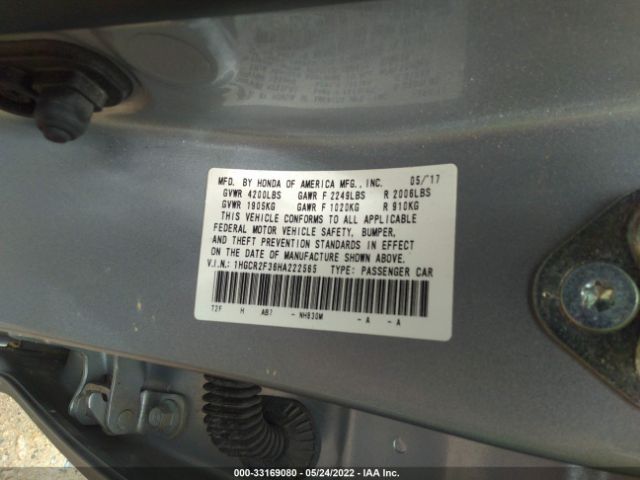 MFD. BY HONDA OF AMERICA MFG., INC. 05/'17
GVWR 4200LBS GAWR F 2249LBS R 2006LBS
GVWR 1905KG GAWR F 1020KG R 910KG
THIS VEHICLE CONFORMS TO ALL APPLICABLE
FEDERAL MOTOR VEHICLE SAFETY, BUMPER,
AND THEFT PREVENTION STANDARDS IN EFFECT
ON THE DATE OF MANUFACTURE SHOWN ABOVE.
V.I.N.: 1HGCR2F36HA222565 TYPE: PASSENGER CAR
72F H AB7 - NH830M - A - A
000-33169080 - 05/24/2022 - IAA Inc.